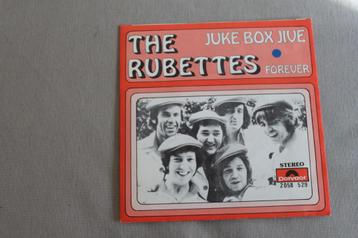 THE RUBETTES
JUKE BOX JIVE
FOREVER
STEREO
Polydor
2058 529